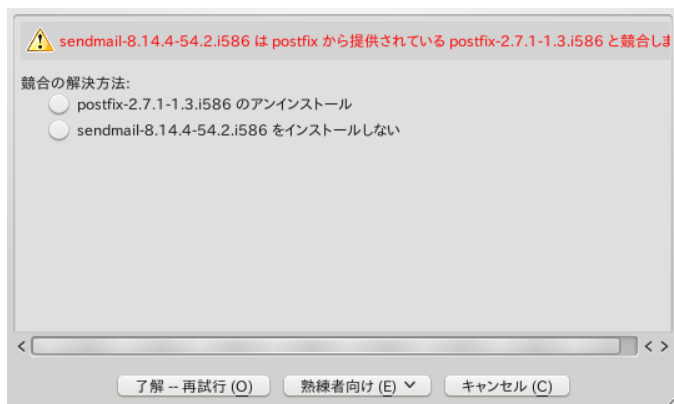 sendmail-8.14.4-54.2.i586 は postfix から提供されている postfix-2.7.1-1.3.i586 と競合しま
競合の解決方法:
postfix-2.7.1-1.3.i586 のアンインストール
sendmail-8.14.4-54.2.i586 をインストールしない
了解 -- 再試行 (O) 熟練者向け (E) キャンセル (C)